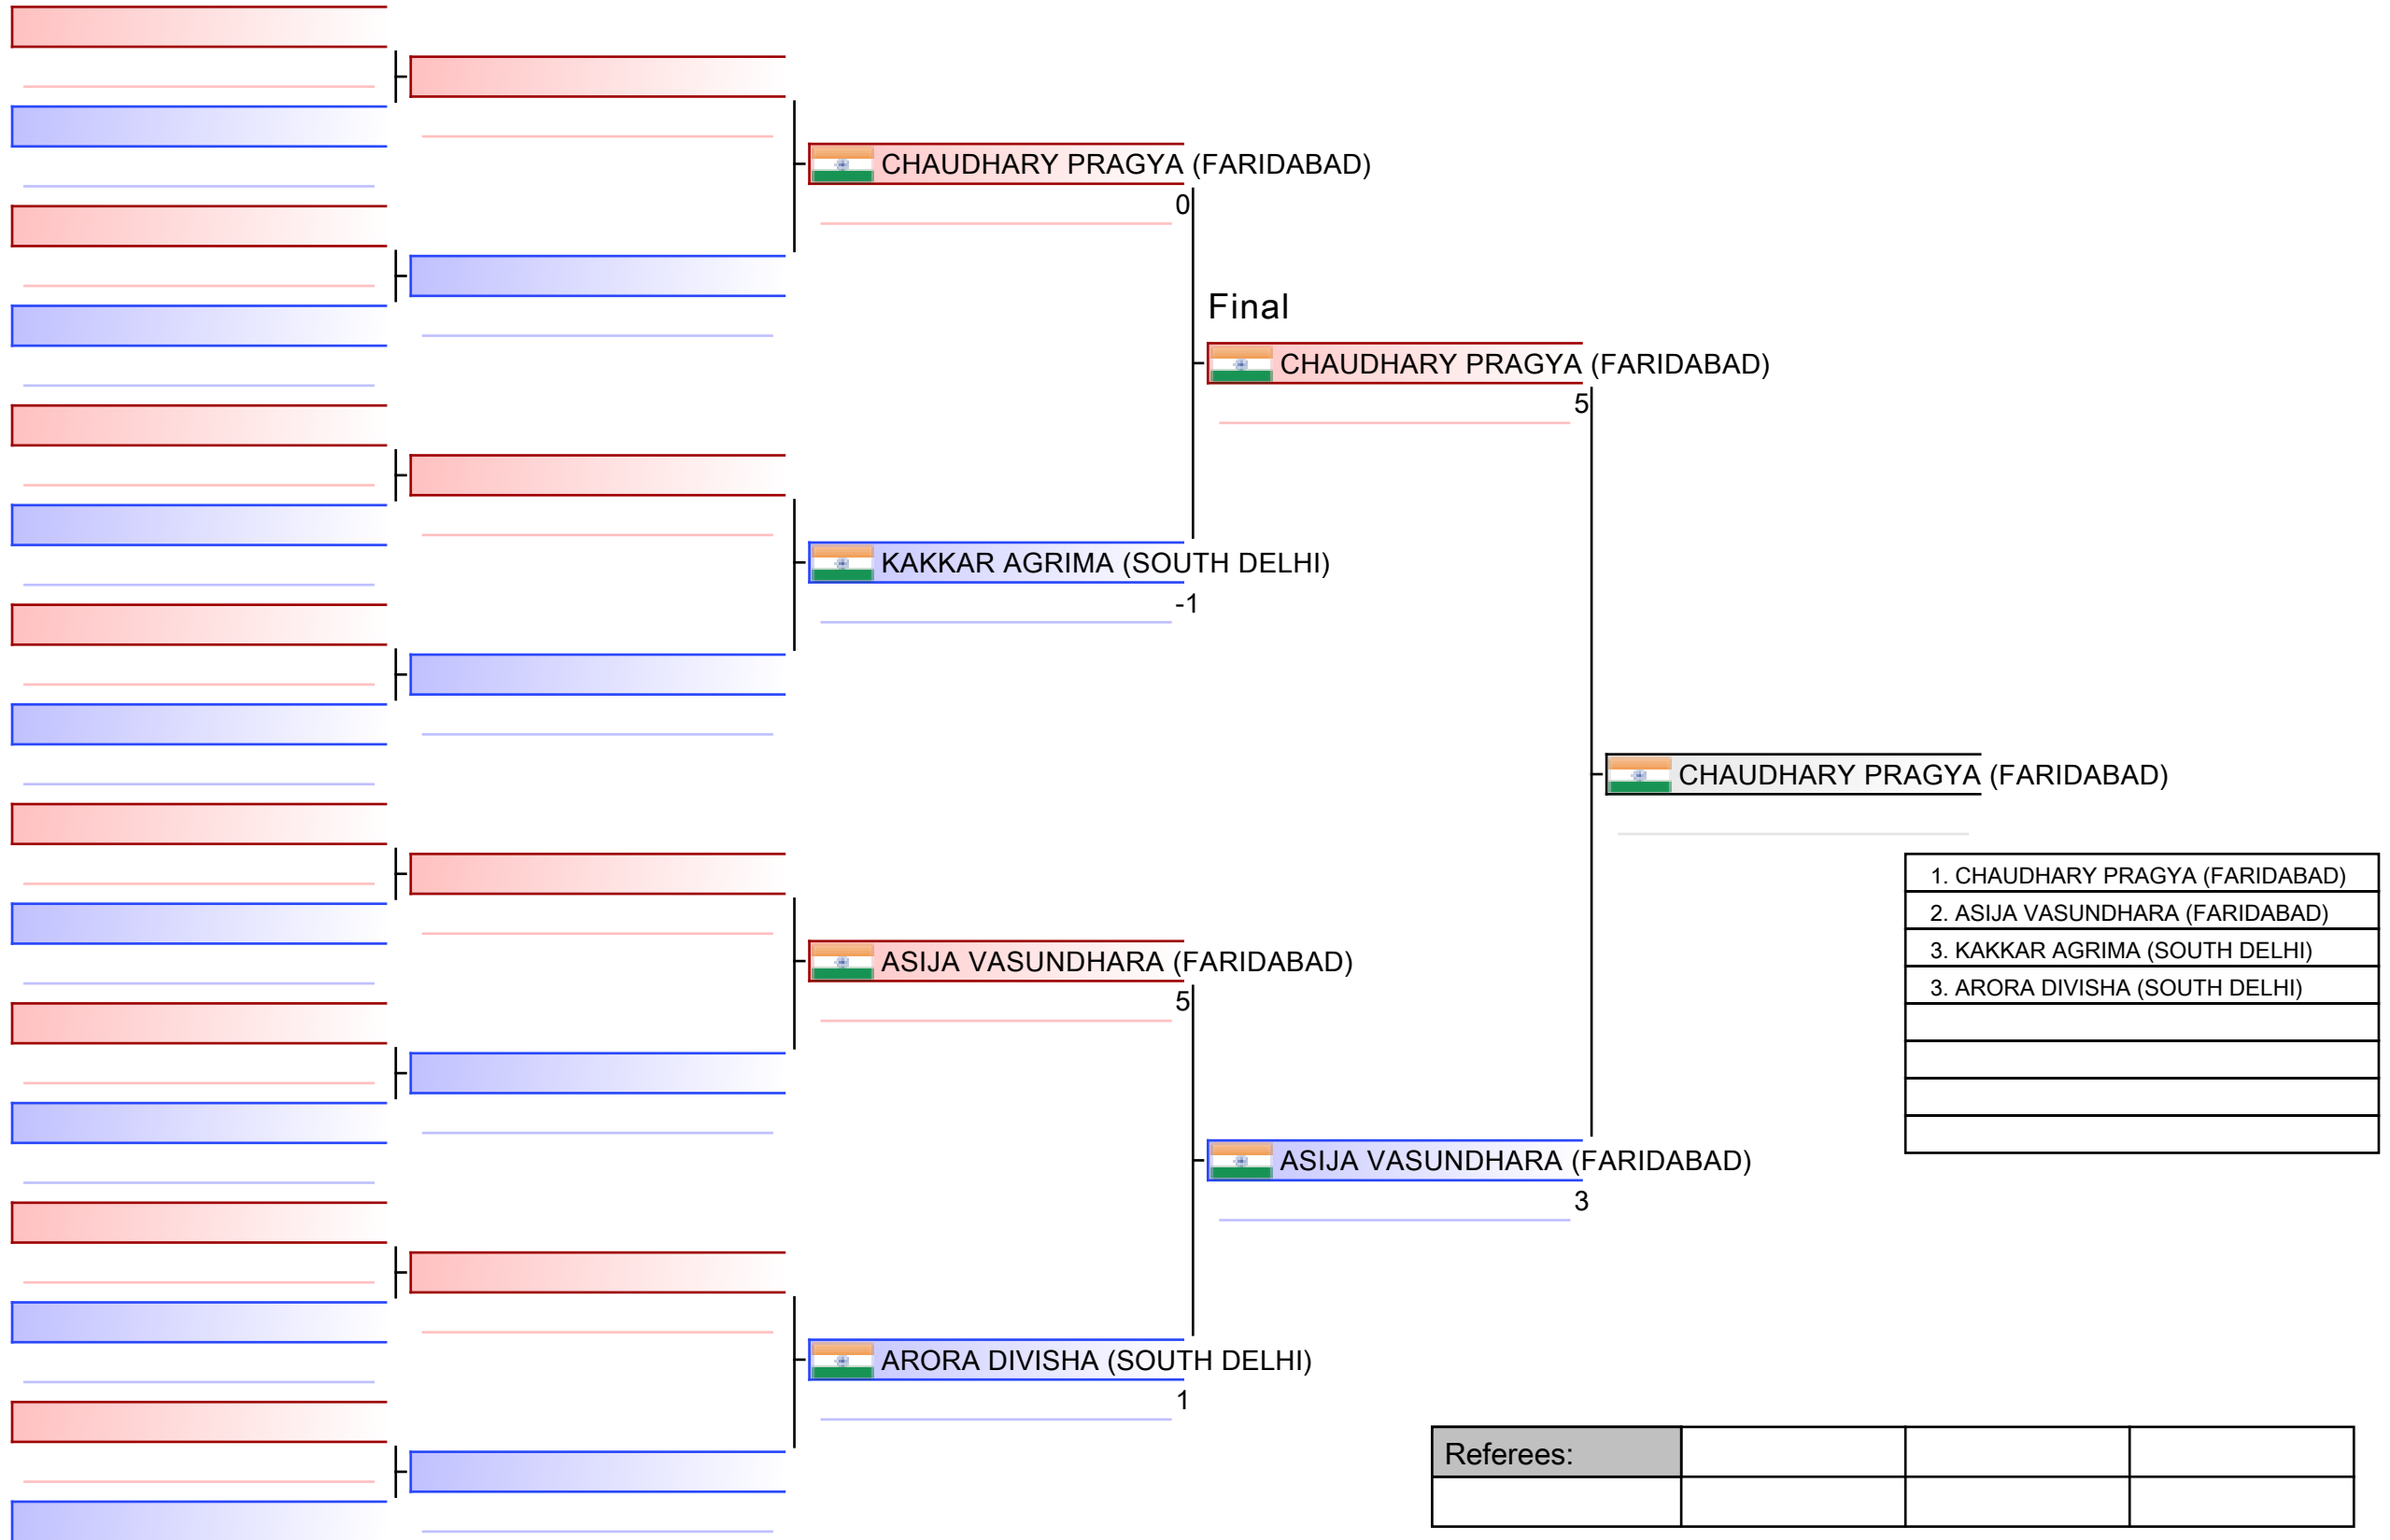 CHAUDHARY PRAGYA (FARIDABAD)
0
Final
CHAUDHARY PRAGYA (FARIDABAD)
5
KAKKAR AGRIMA (SOUTH DELHI)
-1
CHAUDHARY PRAGYA (FARIDABAD)
1. CHAUDHARY PRAGYA (FARIDABAD)
2. ASIJA VASUNDHARA (FARIDABAD)
3. KAKKAR AGRIMA (SOUTH DELHI)
3. ARORA DIVISHA (SOUTH DELHI)
ASIJA VASUNDHARA (FARIDABAD)
5
ASIJA VASUNDHARA (FARIDABAD)
3
ARORA DIVISHA (SOUTH DELHI)
1
Referees: